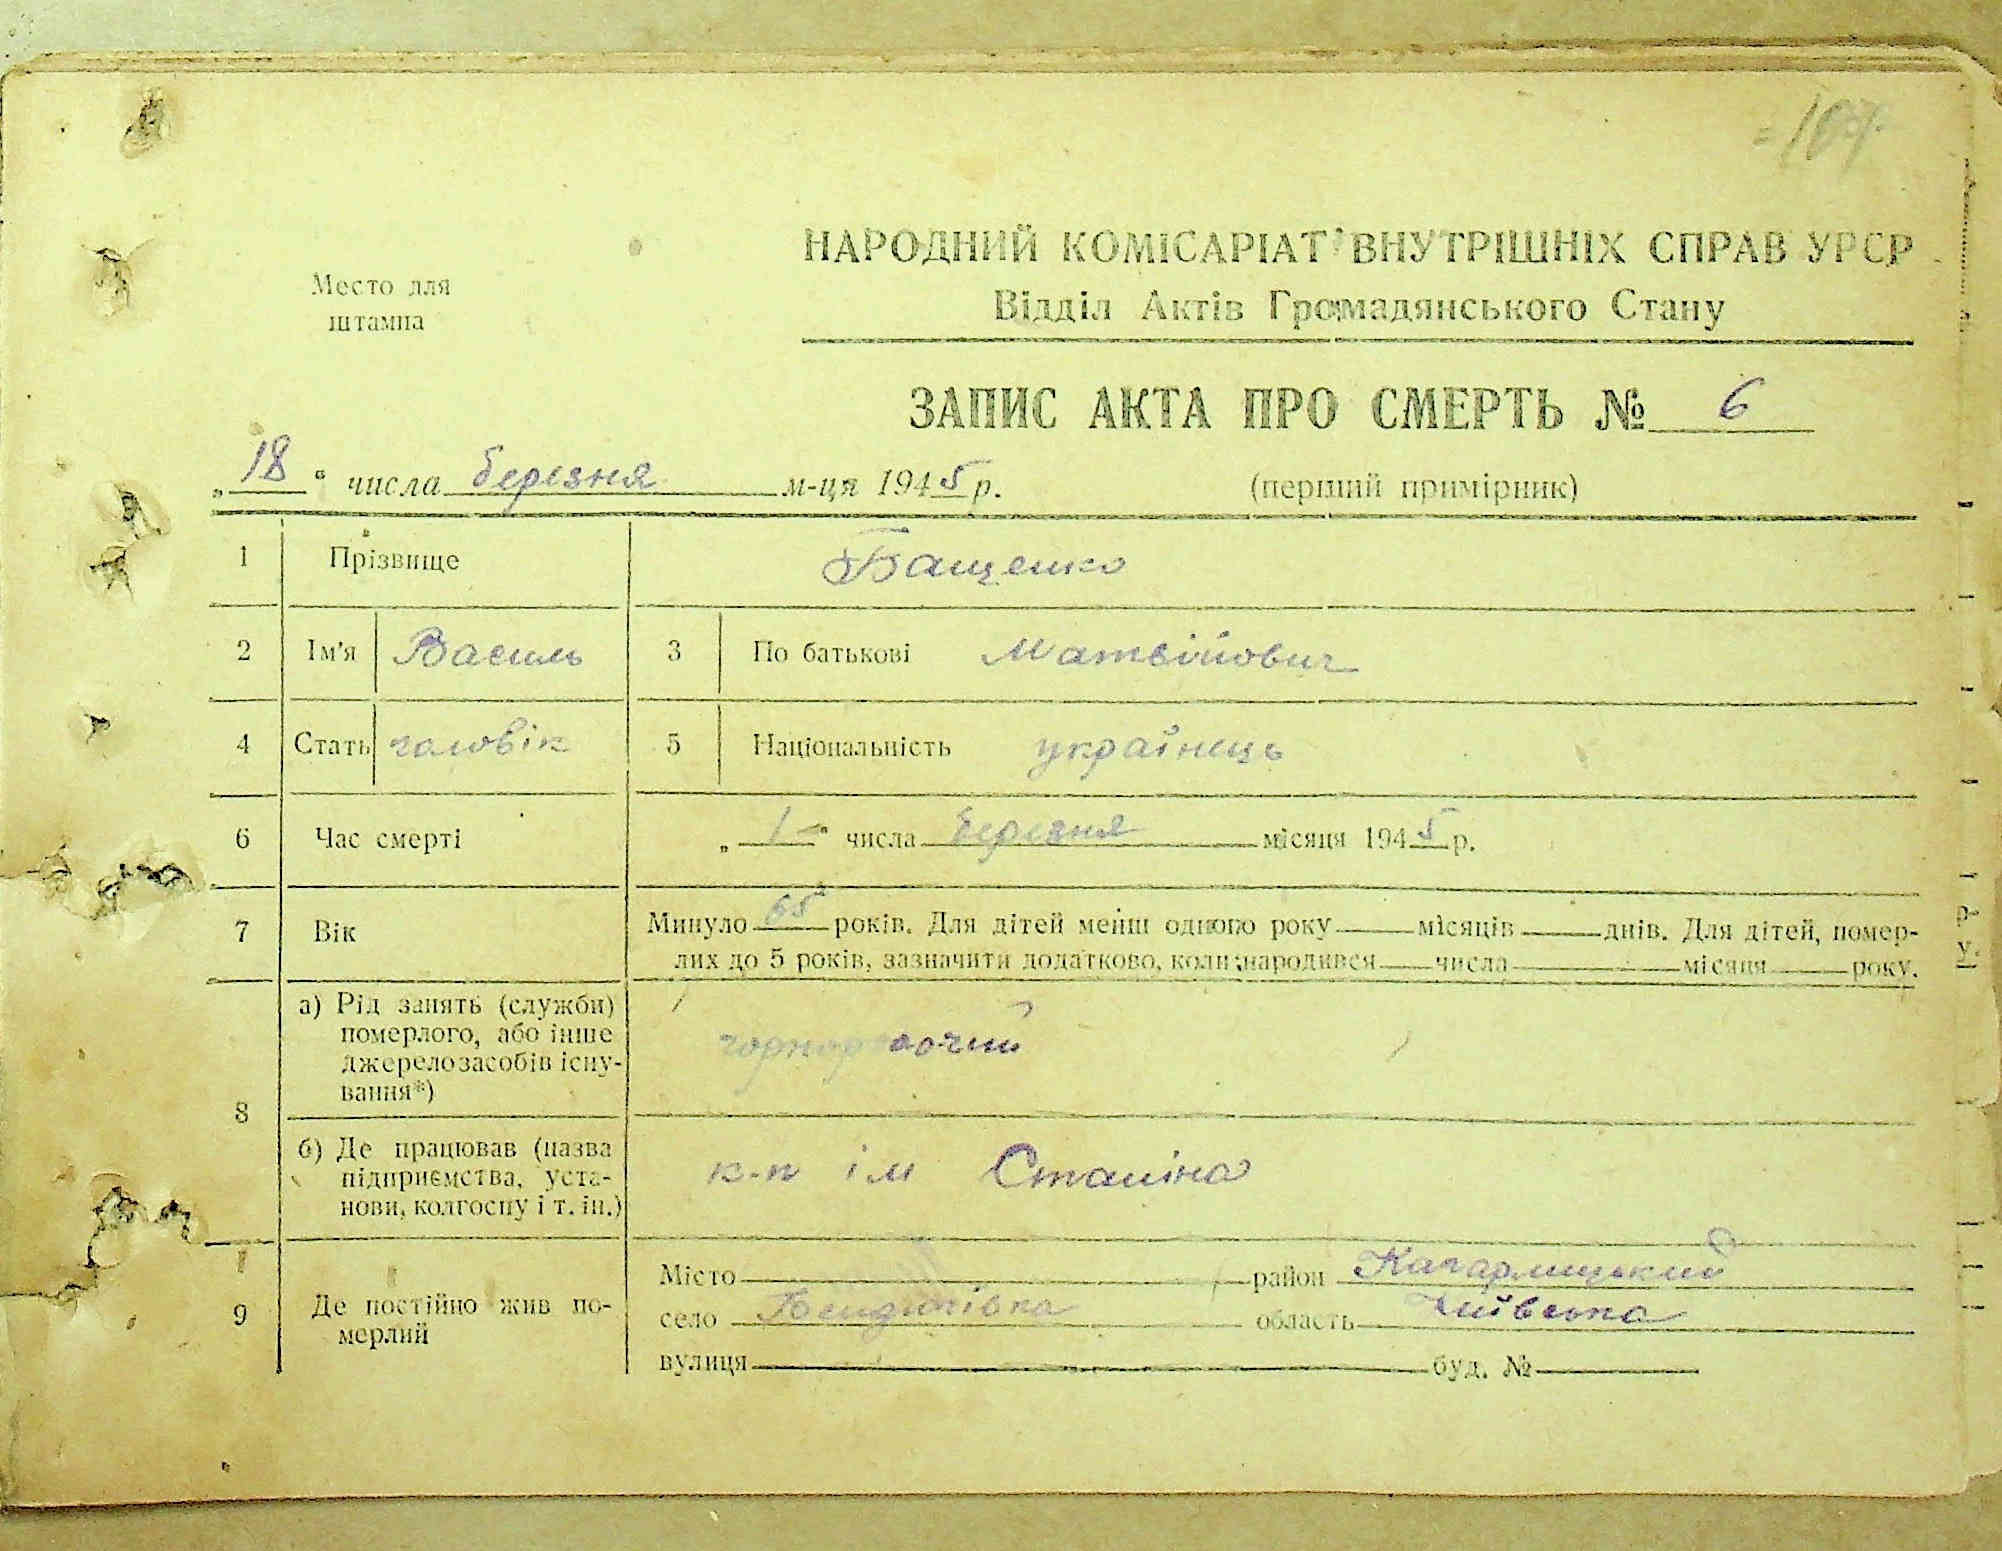 Место для
штампа
НАРОДНИЙ КОМІСАРІАТ ВНУТРІШНІХ СПРАВ УРСР
Відділ Актів Громадянського Стану
ЗАПИС АКТА ПРО СМЕРТЬ № 6
„18" числа березня м-ця 1945 р.
(перший примірник)
1 Прізвище Бащенко
2 Ім'я Василь 3 По батькові Матвійович
4 Стать чоловік 5 Національність українець
6 Час смерті „1" числа березня місяця 1945 р.
7 Вік Минуло 65 років. Для дітей менш одного року місяців днів. Для дітей, помер-
лих до 5 років, зазначити додатково, коли народився числа місяця року.
8 а) Рід занять (служби)
померлого, або інше
джерело засобів існу-
вання*)
чорноробочий
б) Де працював (назва
підприємства, уста-
нови, колгоспу і т. ін.)
к-п ім Сталіна
9 Де постійно жив по-
мерлий
Місто район Кагарлицький
село Бендюгівка область Київська
вулиця буд. №